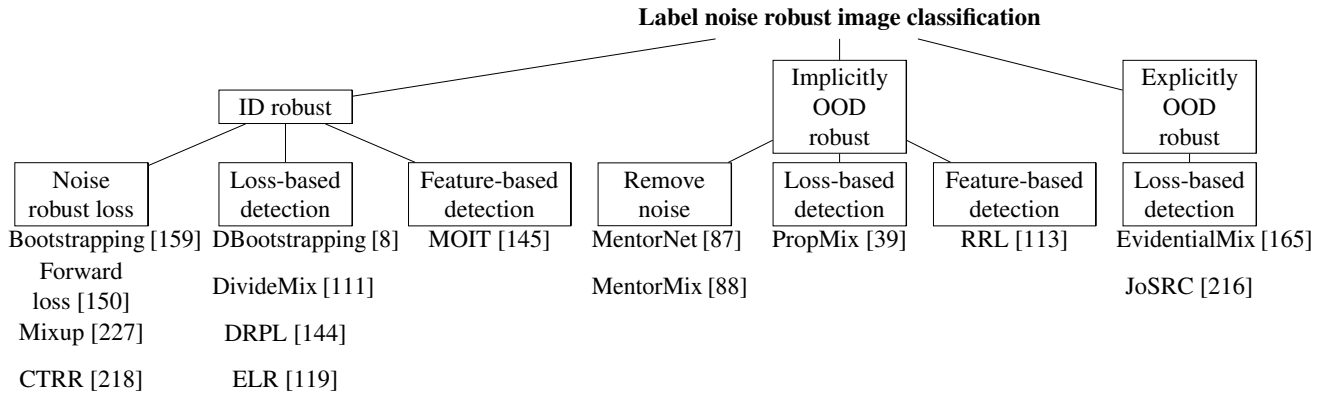 Label noise robust image classification
ID robust
Implicitly
OOD
robust
Explicitly
OOD
robust
Noise
robust loss
Loss-based
detection
Feature-based
detection
Remove
noise
Loss-based
detection
Feature-based
detection
Loss-based
detection
Bootstrapping [159]
Forward
loss [150]
Mixup [227]
CTRR [218]
DBootstrapping [8]
DivideMix [111]
DRPL [144]
ELR [119]
MOIT [145]
MentorNet [87]
MentorMix [88]
PropMix [39]
RRL [113]
EvidentialMix [165]
JoSRC [216]